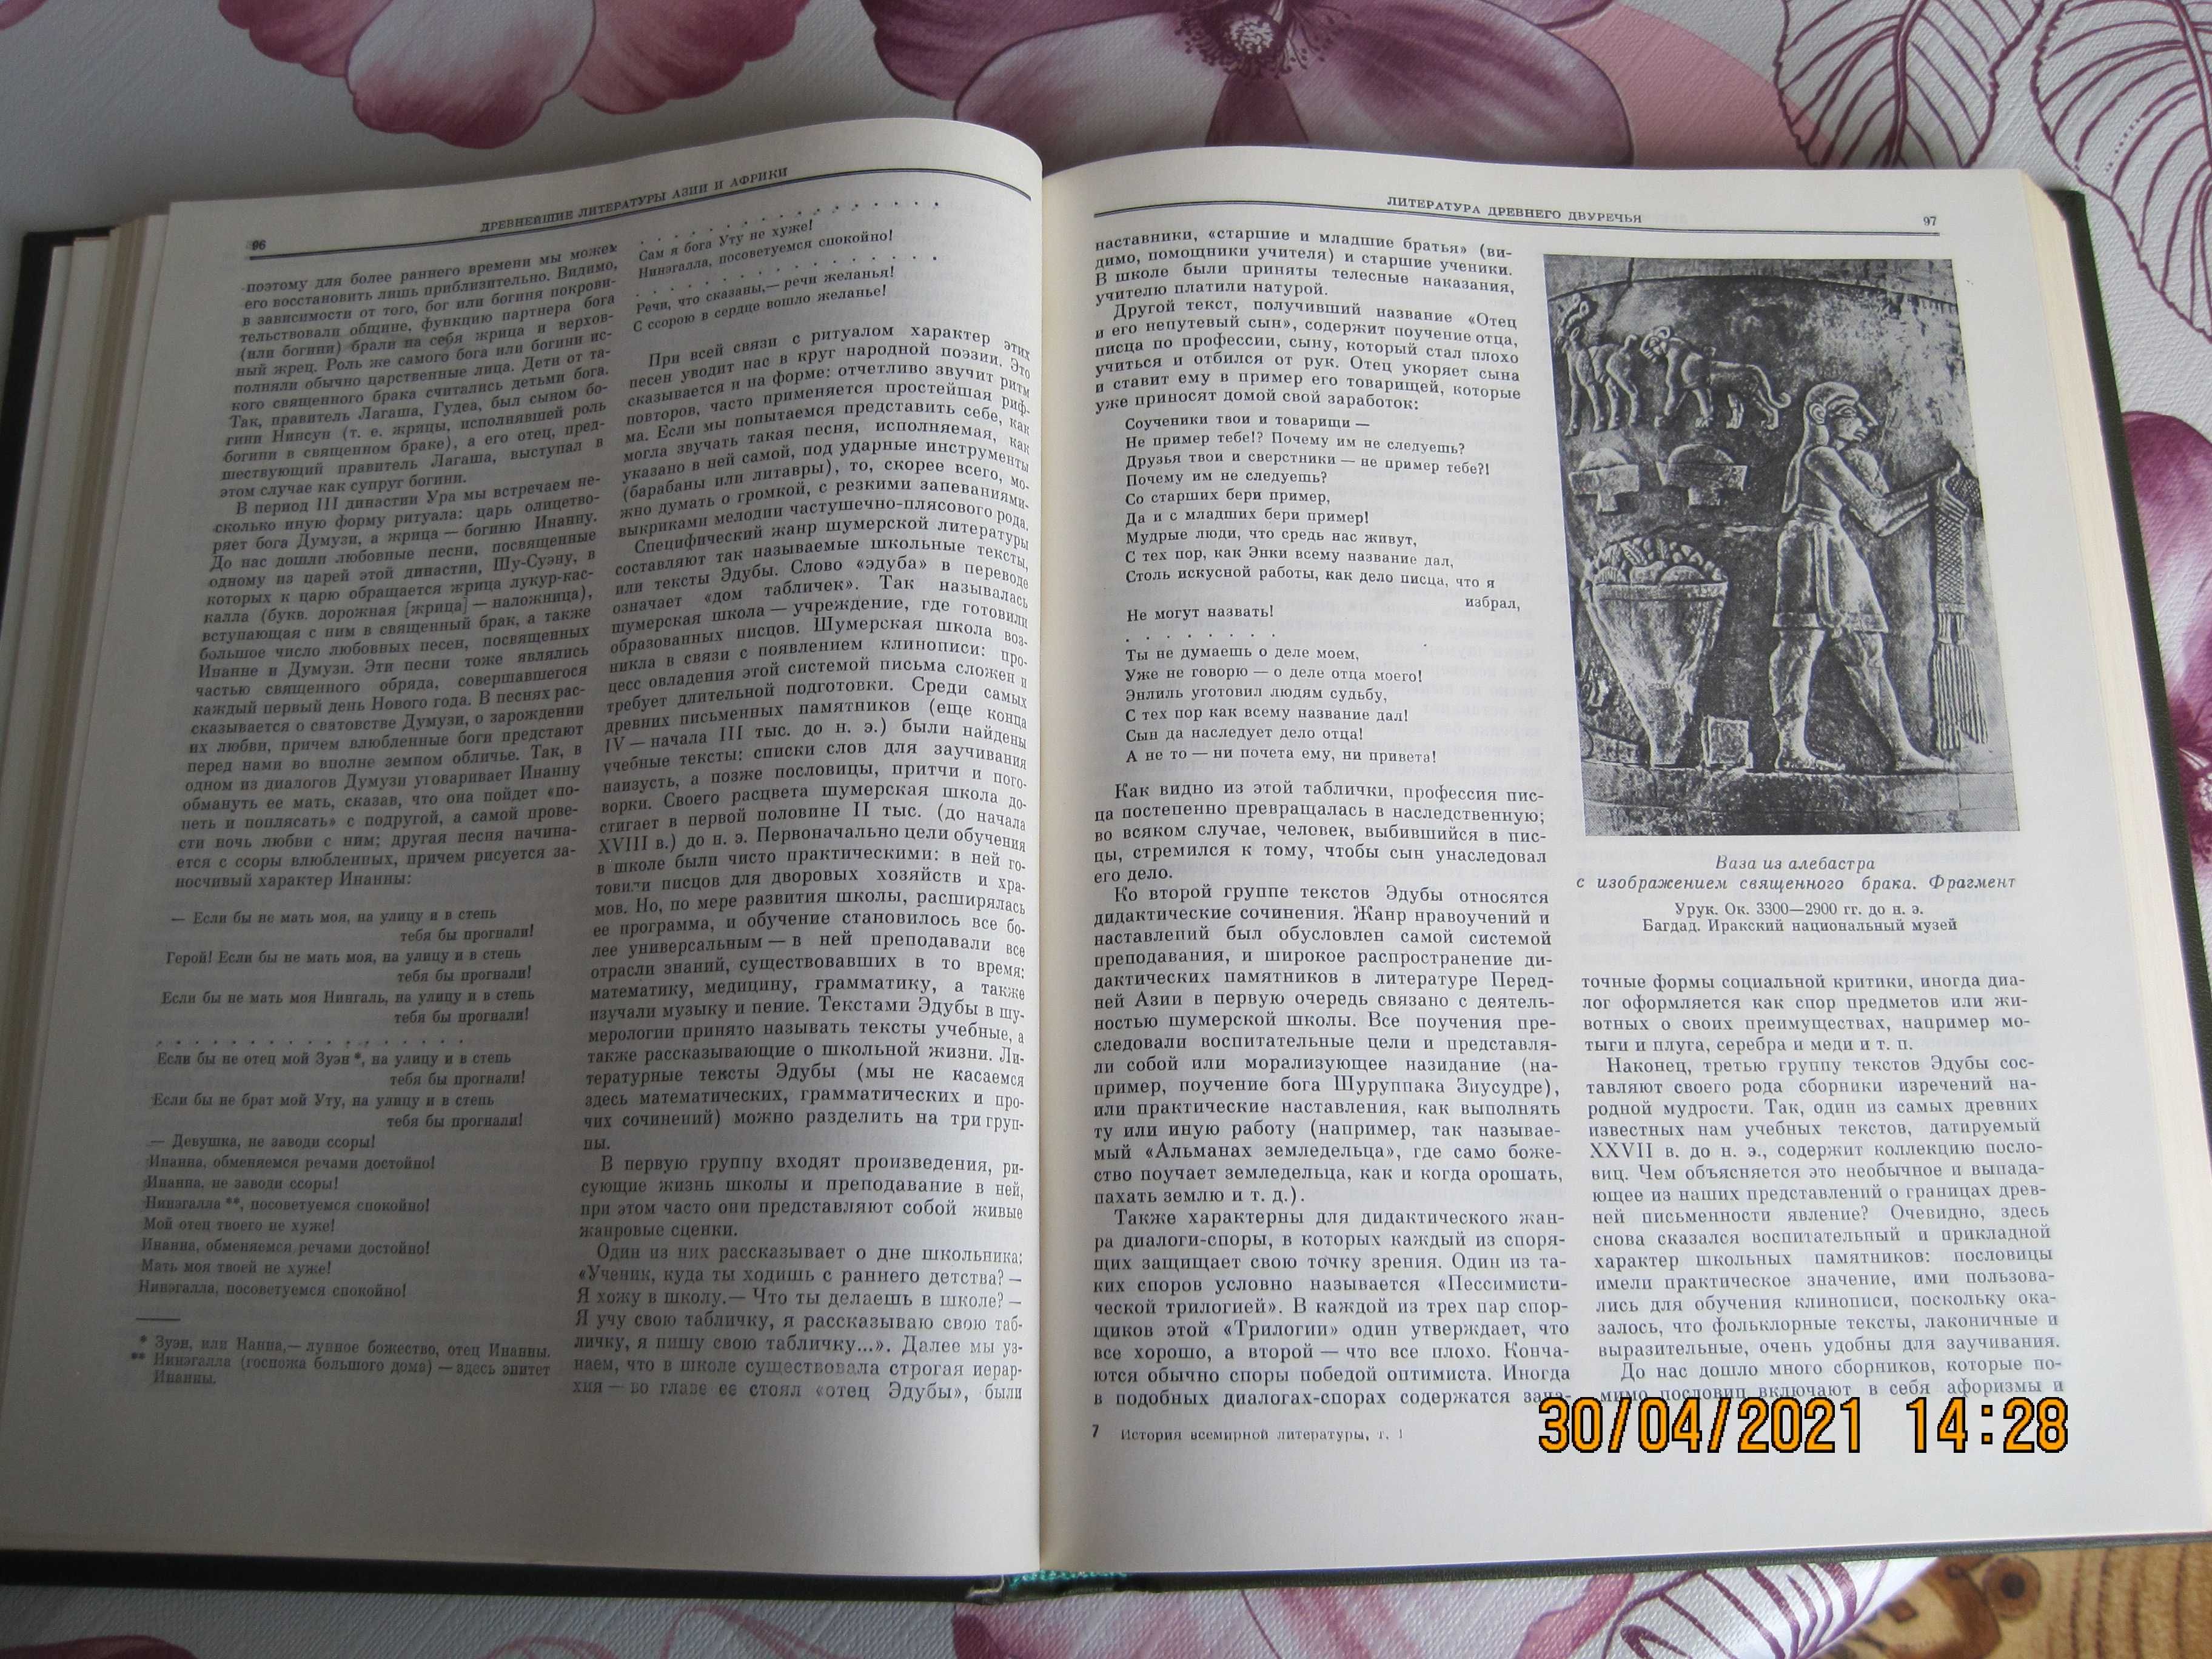 96
ДРЕВНЕЙШИЕ ЛИТЕРАТУРЫ АЗИИ И АФРИКИ
поэтому для более раннего времени мы можем
его восстановить лишь приблизительно. Видимо,
в зависимости от того, бог или богиня покрови-
тельствовали общине, функцию партнера бога
(или богини) брали на себя жрица и верхов-
ный жрец. Роль же самого бога или богини ис-
полняли обычно царственные лица. Дети от та-
кого священного брака считались детьми бога.
Так, правитель Лагаша, Гудеа, был сыном бо-
гини Нинсун (т. е. жрицы, исполнявшей роль
богини в священном браке), а его отец, пред-
шествующий правитель Лагаша, выступал в
этом случае как супруг богини.
В период III династии Ура мы встречаем не-
сколько иную форму ритуала: царь олицетво-
ряет бога Думузи, а жрица — богиню Инанну.
До нас дошли любовные песни, посвященные
одному из царей этой династии, Шу-Суэну, в
которых к царю обращается жрица лукур-кас-
калла (букв. дорожная [жрица] — наложница),
вступающая с ним в священный брак, а также
большое число любовных песен, посвященных
Инанне и Думузи. Эти песни тоже являлись
частью священного обряда, совершавшегося
каждый первый день Нового года. В песнях рас-
сказывается о сватовстве Думузи, о зарождении
их любви, причем влюбленные боги предстают
перед нами во вполне земном обличье. Так, в
одном из диалогов Думузи уговаривает Инанну
обмануть ее мать, сказав, что она пойдет «по-
петь и поплясать» с подругой, а самой прове-
сти ночь любви с ним; другая песня начина-
ется с ссоры влюбленных, причем рисуется за-
носчивый характер Инанны:
— Если бы не мать моя, на улицу и в степь
тебя бы прогнали!
Герой! Если бы не мать моя, на улицу и в степь
тебя бы прогнали!
Если бы не мать моя Нингаль, на улицу и в степь
тебя бы прогнали!
. . . . . . . . . . . . . . . .
Если бы не отец мой Зуэн *, на улицу и в степь
тебя бы прогнали!
Если бы не брат мой Уту, на улицу и в степь
тебя бы прогнали!
— Девушка, не заводи ссоры!
Инанна, обменяемся речами достойно!
Инанна, не заводи ссоры!
Нинэгалла **, посоветуемся спокойно!
Мой отец твоего не хуже!
Инанна, обменяемся речами достойно!
Мать моя твоей не хуже!
Нинэгалла, посоветуемся спокойно!
* Зуэн, или Нанна,— лунное божество, отец Инанны.
** Нинэгалла (госпожа большого дома) — здесь эпитет
Инанны.
. . . . . . . . . . . . . . . .
Сам я бога Уту не хуже!
Нинэгалла, посоветуемся спокойно!
. . . . . . . . . . . . . . . .
Речи, что сказаны,— речи желанья!
С ссорою в сердце вошло желанье!
При всей связи с ритуалом характер этих
песен уводит нас в круг народной поэзии. Это
сказывается и на форме: отчетливо звучит ритм
повторов, часто применяется простейшая риф-
ма. Если мы попытаемся представить себе, как
могла звучать такая песня, исполняемая, как
указано в ней самой, под ударные инструменты
(барабаны или литавры), то, скорее всего, мо-
жно думать о громкой, с резкими запеваниями-
выкриками мелодии частушечно-плясового рода.
Специфический жанр шумерской литературы
составляют так называемые школьные тексты,
или тексты Эдубы. Слово «эдуба» в переводе
означает «дом табличек». Так называлась
шумерская школа — учреждение, где готовили
образованных писцов. Шумерская школа воз-
никла в связи с появлением клинописи: про-
цесс овладения этой системой письма сложен и
требует длительной подготовки. Среди самых
древних письменных памятников (еще конца
IV — начала III тыс. до н. э.) были найдены
учебные тексты: списки слов для заучивания
наизусть, а позже пословицы, притчи и пого-
ворки. Своего расцвета шумерская школа до-
стигает в первой половине II тыс. (до начала
XVIII в.) до н. э. Первоначально цели обучения
в школе были чисто практическими: в ней го-
товили писцов для дворовых хозяйств и хра-
мов. Но, по мере развития школы, расширялась
ее программа, и обучение становилось все бо-
лее универсальным — в ней преподавали все
отрасли знаний, существовавших в то время:
математику, медицину, грамматику, а также
изучали музыку и пение. Текстами Эдубы в шу-
мерологии принято называть тексты учебные, а
также рассказывающие о школьной жизни. Ли-
тературные тексты Эдубы (мы не касаемся
здесь математических, грамматических и про-
чих сочинений) можно разделить на три груп-
пы.
В первую группу входят произведения, ри-
сующие жизнь школы и преподавание в ней,
при этом часто они представляют собой живые
жанровые сценки.
Один из них рассказывает о дне школьника:
«Ученик, куда ты ходишь с раннего детства? —
Я хожу в школу.— Что ты делаешь в школе? —
Я учу свою табличку, я рассказываю свою таб-
личку, я пишу свою табличку...». Далее мы уз-
наем, что в школе существовала строгая иерар-
хия — во главе ее стоял «отец Эдубы», были
ЛИТЕРАТУРА ДРЕВНЕГО ДВУРЕЧЬЯ
97
наставники, «старшие и младшие братья» (ви-
димо, помощники учителя) и старшие ученики.
В школе были приняты телесные наказания,
учителю платили натурой.
Другой текст, получивший название «Отец
и его непутевый сын», содержит поучение отца,
писца по профессии, сыну, который стал плохо
учиться и отбился от рук. Отец укоряет сына
и ставит ему в пример его товарищей, которые
уже приносят домой свой заработок:
Соученики твои и товарищи —
Не пример тебе!? Почему им не следуешь?
Друзья твои и сверстники — не пример тебе?!
Почему им не следуешь?
Со старших бери пример,
Да и с младших бери пример!
Мудрые люди, что средь нас живут,
С тех пор, как Энки всему название дал,
Столь искусной работы, как дело писца, что я
избрал,
Не могут назвать!
. . . . . . . .
Ты не думаешь о деле моем,
Уже не говорю — о деле отца моего!
Энлиль уготовил людям судьбу,
С тех пор как всему название дал!
Сын да наследует дело отца!
А не то — ни почета ему, ни привета!
Как видно из этой таблички, профессия пис-
ца постепенно превращалась в наследственную;
во всяком случае, человек, выбившийся в пис-
цы, стремился к тому, чтобы сын унаследовал
его дело.
Ко второй группе текстов Эдубы относятся
дидактические сочинения. Жанр нравоучений и
наставлений был обусловлен самой системой
преподавания, и широкое распространение ди-
дактических памятников в литературе Перед-
ней Азии в первую очередь связано с деятель-
ностью шумерской школы. Все поучения пре-
следовали воспитательные цели и представля-
ли собой или морализующее назидание (на-
пример, поучение бога Шуруппака Зиусудре),
или практические наставления, как выполнять
ту или иную работу (например, так называе-
мый «Альманах земледельца», где само боже-
ство поучает земледельца, как и когда орошать,
пахать землю и т. д.).
Также характерны для дидактического жан-
ра диалоги-споры, в которых каждый из споря-
щих защищает свою точку зрения. Один из та-
ких споров условно называется «Пессимисти-
ческой трилогией». В каждой из трех пар спор-
щиков этой «Трилогии» один утверждает, что
все хорошо, а второй — что все плохо. Конча-
ются обычно споры победой оптимиста. Иногда
в подобных диалогах-спорах содержатся зача-
Ваза из алебастра
с изображением священного брака. Фрагмент
Урук. Ок. 3300—2900 гг. до н. э.
Багдад. Иракский национальный музей
точные формы социальной критики, иногда диа-
лог оформляется как спор предметов или жи-
вотных о своих преимуществах, например мо-
тыги и плуга, серебра и меди и т. п.
Наконец, третью группу текстов Эдубы сос-
тавляют своего рода сборники изречений на-
родной мудрости. Так, один из самых древних
известных нам учебных текстов, датируемый
XXVII в. до н. э., содержит коллекцию посло-
виц. Чем объясняется это необычное и выпада-
ющее из наших представлений о границах древ-
ней письменности явление? Очевидно, здесь
снова сказался воспитательный и прикладной
характер школьных памятников: пословицы
имели практическое значение, ими пользова-
лись для обучения клинописи, поскольку ока-
залось, что фольклорные тексты, лаконичные и
выразительные, очень удобны для заучивания.
До нас дошло много сборников, которые по-
мимо пословиц включают в себя афоризмы и
7 История всемирной литературы, т. 1
30/04/2021 14:28